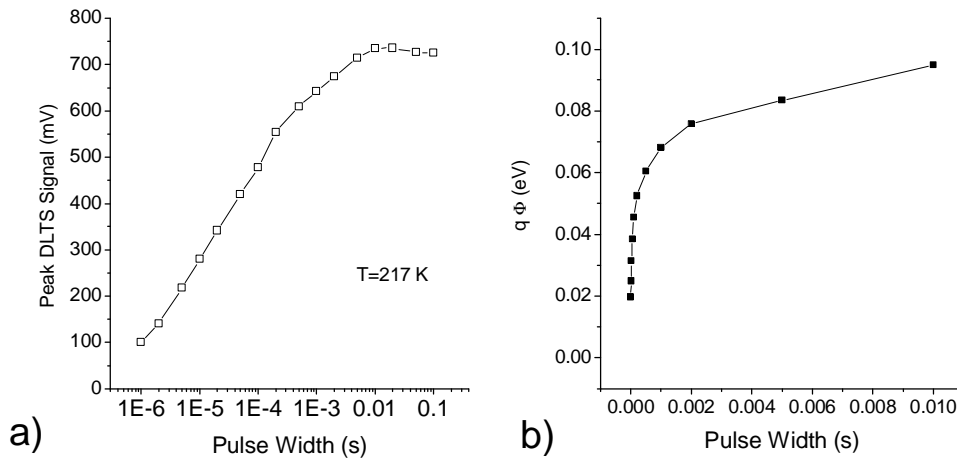 800
700
600
500
400
300
200
100
0
Peak DLTS Signal (mV)
T=217 K
1E-6 1E-5 1E-4 1E-3 0.01 0.1
Pulse Width (s)
a)
0.10
0.08
0.06
0.04
0.02
0.00
q Φ (eV)
0.000 0.002 0.004 0.006 0.008 0.010
Pulse Width (s)
b)